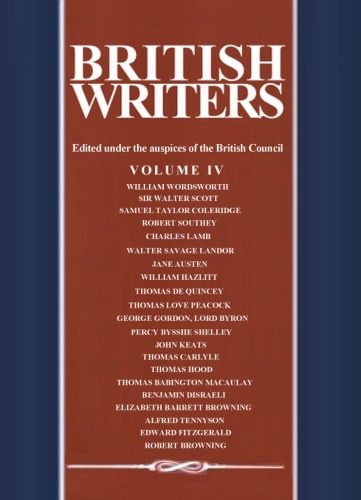 BRITISH
WRITERS
Edited under the auspices of the British Council
VOLUME IV
WILLIAM WORDSWORTH
SIR WALTER SCOTT
SAMUEL TAYLOR COLERIDGE
ROBERT SOUTHEY
CHARLES LAMB
WALTER SAVAGE LANDOR
JANE AUSTEN
WILLIAM HAZLITT
THOMAS DE QUINCEY
THOMAS LOVE PEACOCK
GEORGE GORDON, LORD BYRON
PERCY BYSSHE SHELLEY
JOHN KEATS
THOMAS CARLYLE
THOMAS HOOD
THOMAS BABINGTON MACAULAY
BENJAMIN DISRAELI
ELIZABETH BARRETT BROWNING
ALFRED TENNYSON
EDWARD FITZGERALD
ROBERT BROWNING